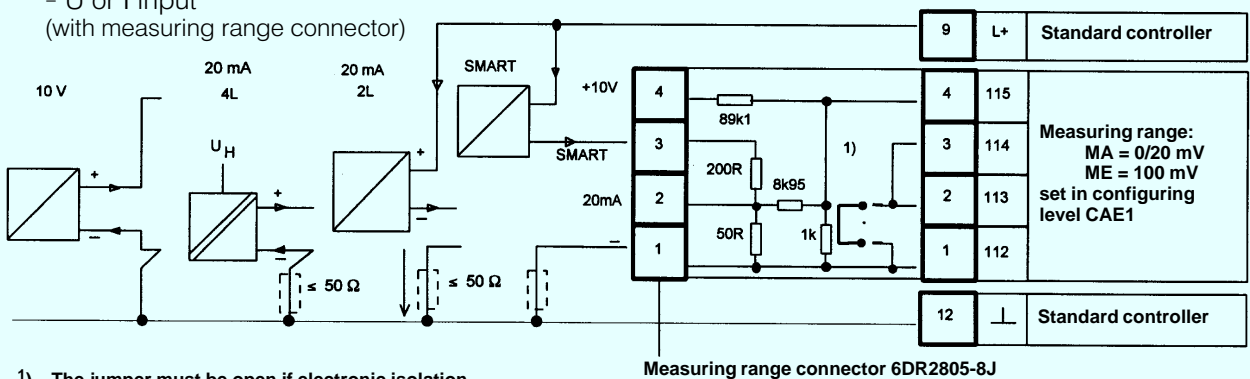 – U or I input
(with measuring range connector)
9 L+ Standard controller
20 mA 20 mA SMART
10 V 4L 2L +10V 4 4 115
89k1
U_H + SMART 3 200R 1) 3 114 Measuring range:
MA = 0/20 mV
+ + 20mA 2 8k95 2 113 ME = 100 mV
set in configuring
– – – 50R 1k level CAE1
– 1 1 112
≤ 50 Ω ≤ 50 Ω
12 ⊥ Standard controller
Measuring range connector 6DR2805-8J
1) The jumper must be open if electronic isolation